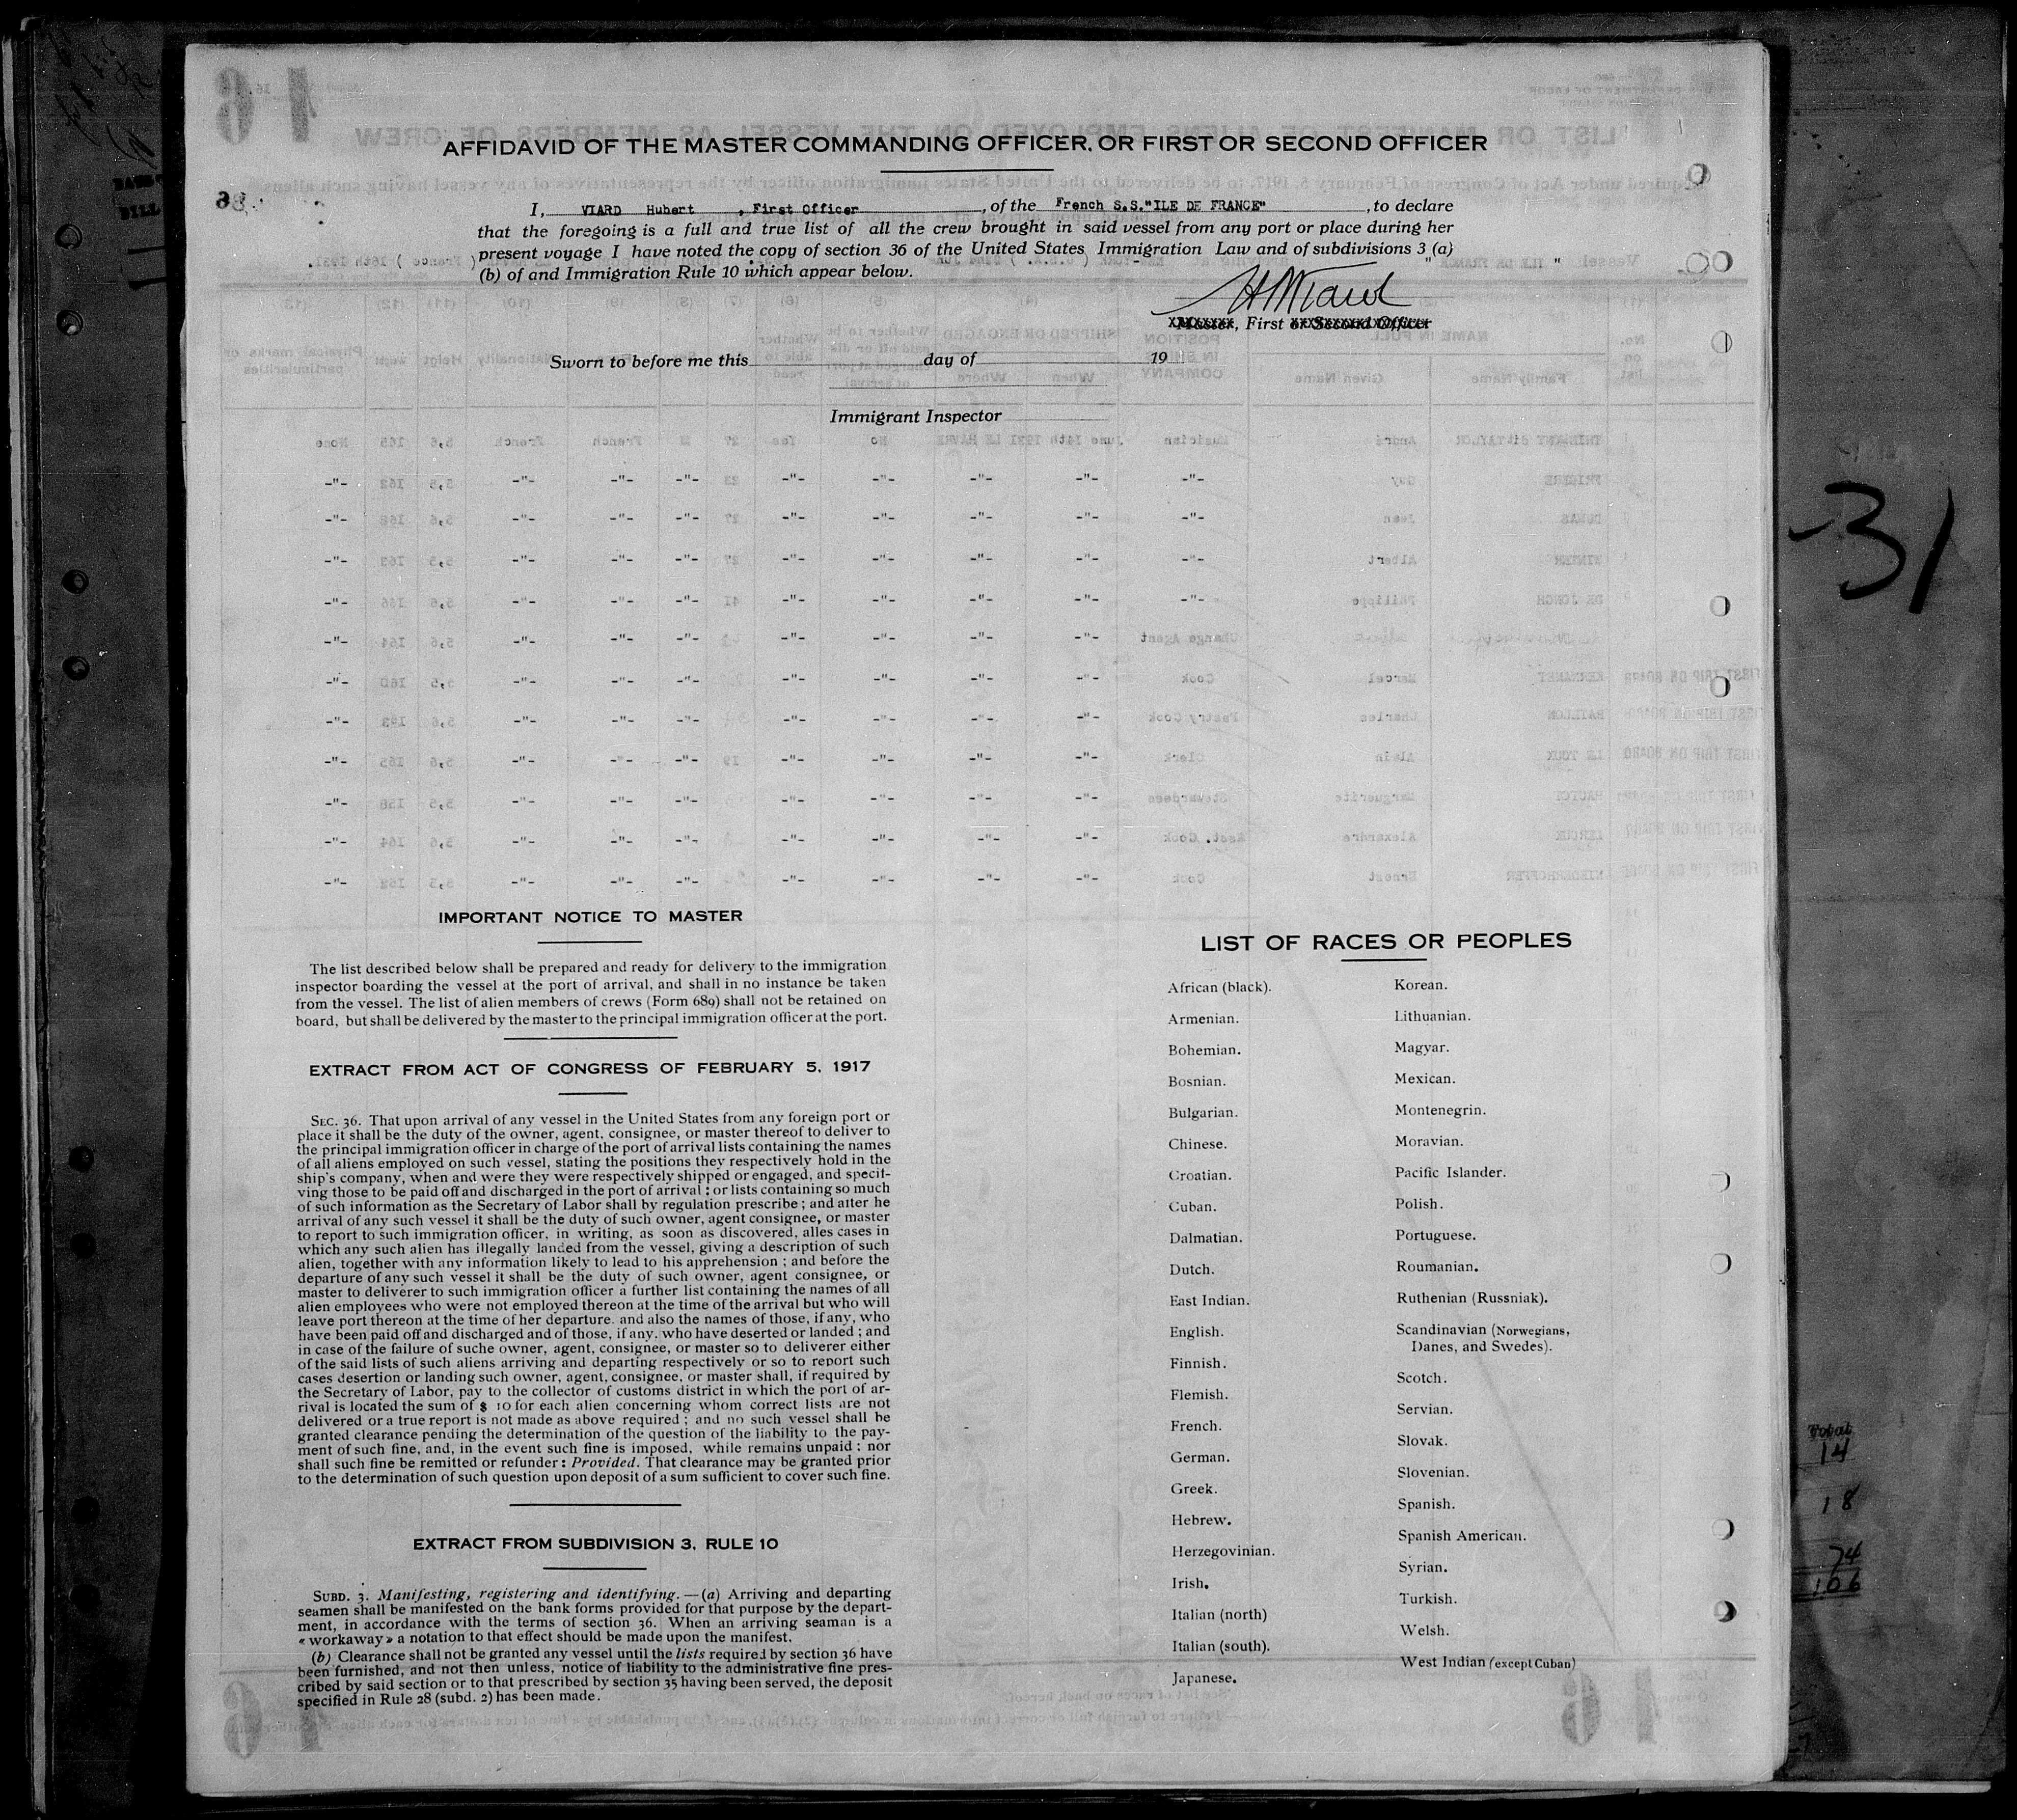 AFFIDAVID OF THE MASTER COMMANDING OFFICER, OR FIRST OR SECOND OFFICER
I, VIARD Hubert , First Officer , of the French S.S."ILE DE FRANCE" , to declare
that the foregoing is a full and true list of all the crew brought in said vessel from any port or place during her
present voyage I have noted the copy of section 36 of the United States Immigration Law and of subdivisions 3 (a)
(b) of and Immigration Rule 10 which appear below.
Master, First or Second Officer
Sworn to before me this day of 19
Immigrant Inspector
31
IMPORTANT NOTICE TO MASTER
The list described below shall be prepared and ready for delivery to the immigration
inspector boarding the vessel at the port of arrival, and shall in no instance be taken
from the vessel. The list of alien members of crews (Form 689) shall not be retained on
board, but shall be delivered by the master to the principal immigration officer at the port.
EXTRACT FROM ACT OF CONGRESS OF FEBRUARY 5, 1917
SEC. 36. That upon arrival of any vessel in the United States from any foreign port or
place it shall be the duty of the owner, agent, consignee, or master thereof to deliver to
the principal immigration officer in charge of the port of arrival lists containing the names
of all aliens employed on such vessel, stating the positions they respectively hold in the
ship's company, when and were they were respectively shipped or engaged, and specit-
ving those to be paid off and discharged in the port of arrival : or lists containing so much
of such information as the Secretary of Labor shall by regulation prescribe ; and atter he
arrival of any such vessel it shall be the duty of such owner, agent consignee, or master
to report to such immigration officer, in writing, as soon as discovered, alles cases in
which any such alien has illegally landed from the vessel, giving a description of such
alien, together with any information likely to lead to his apprehension ; and before the
departure of any such vessel it shall be the duty of such owner, agent consignee, or
master to deliverer to such immigration officer a further list containing the names of all
alien employees who were not employed thereon at the time of the arrival but who will
leave port thereon at the time of her departure. and also the names of those, if any, who
have been paid off and discharged and of those, if any. who have deserted or landed ; and
in case of the failure of suche owner, agent, consignee, or master so to deliverer either
of the said lists of such aliens arriving and departing respectively or so to report such
cases desertion or landing such owner, agent, consignee, or master shall, if required by
the Secretary of Labor, pay to the collector of customs district in which the port of ar-
rival is located the sum of $ 10 for each alien concerning whom correct lists are not
delivered or a true report is not made as above required ; and no such vessel shall be
granted clearance pending the determination of the question of the liability to the pay-
ment of such fine, and, in the event such fine is imposed, while remains unpaid : nor
shall such fine be remitted or refunder : Provided. That clearance may be granted prior
to the determination of such question upon deposit of a sum sufficient to cover such fine.
EXTRACT FROM SUBDIVISION 3, RULE 10
SUBD. 3. Manifesting, registering and identifying. — (a) Arriving and departing
seamen shall be manifested on the bank forms provided for that purpose by the depart-
ment, in accordance with the terms of section 36. When an arriving seaman is a
« workaway » a notation to that effect should be made upon the manifest.
(b) Clearance shall not be granted any vessel until the lists required by section 36 have
been furnished, and not then unless, notice of liability to the administrative fine pres-
cribed by said section or to that prescribed by section 35 having been served, the deposit
specified in Rule 28 (subd. 2) has been made.
LIST OF RACES OR PEOPLES
African (black).
Armenian.
Bohemian.
Bosnian.
Bulgarian.
Chinese.
Croatian.
Cuban.
Dalmatian.
Dutch.
East Indian.
English.
Finnish.
Flemish.
French.
German.
Greek.
Hebrew.
Herzegovinian.
Irish.
Italian (north)
Italian (south).
Japanese.
Korean.
Lithuanian.
Magyar.
Mexican.
Montenegrin.
Moravian.
Pacific Islander.
Polish.
Portuguese.
Roumanian.
Ruthenian (Russniak).
Scandinavian (Norwegians,
Danes, and Swedes).
Scotch.
Servian.
Slovak.
Slovenian.
Spanish.
Spanish American.
Syrian.
Turkish.
Welsh.
West Indian (except Cuban)
Total
14
18
74
106